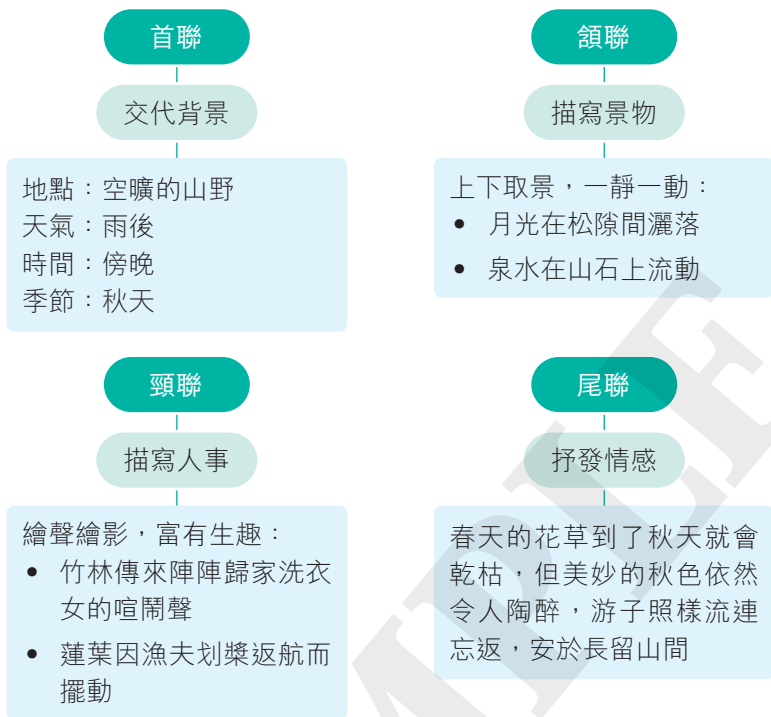 首聯
交代背景
地點：空曠的山野
天氣：雨後
時間：傍晚
季節：秋天
頷聯
描寫景物
上下取景，一靜一動：
• 月光在松隙間灑落
• 泉水在山石上流動
頸聯
描寫人事
繪聲繪影，富有生趣：
• 竹林傳來陣陣歸家洗衣
女的喧鬧聲
• 蓮葉因漁夫划槳返航而
擺動
尾聯
抒發情感
春天的花草到了秋天就會
乾枯，但美妙的秋色依然
令人陶醉，游子照樣流連
忘返，安於長留山間
MPLE